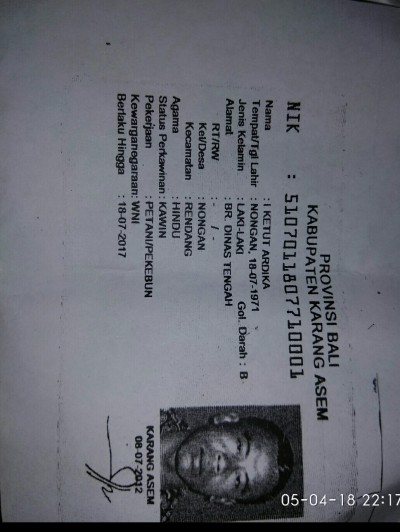 PROVINSI BALI
KABUPATEN KARANG ASEM
NIK : 5107011807710001
Nama : I KETUT ARDIKA
Tempat/Tgl Lahir : NONGAN, 18-07-1971
Jenis Kelamin : LAKI-LAKI Gol. Darah : B
Alamat : BR. DINAS TENGAH
RT/RW : - / -
Kel/Desa : NONGAN
Kecamatan : RENDANG
Agama : HINDU
Status Perkawinan : KAWIN
Pekerjaan : PETANI/PEKEBUN
Kewarganegaraan: WNI
Berlaku Hingga : 18-07-2017
KARANG ASEM
08-07-2012
05-04-18 22:17